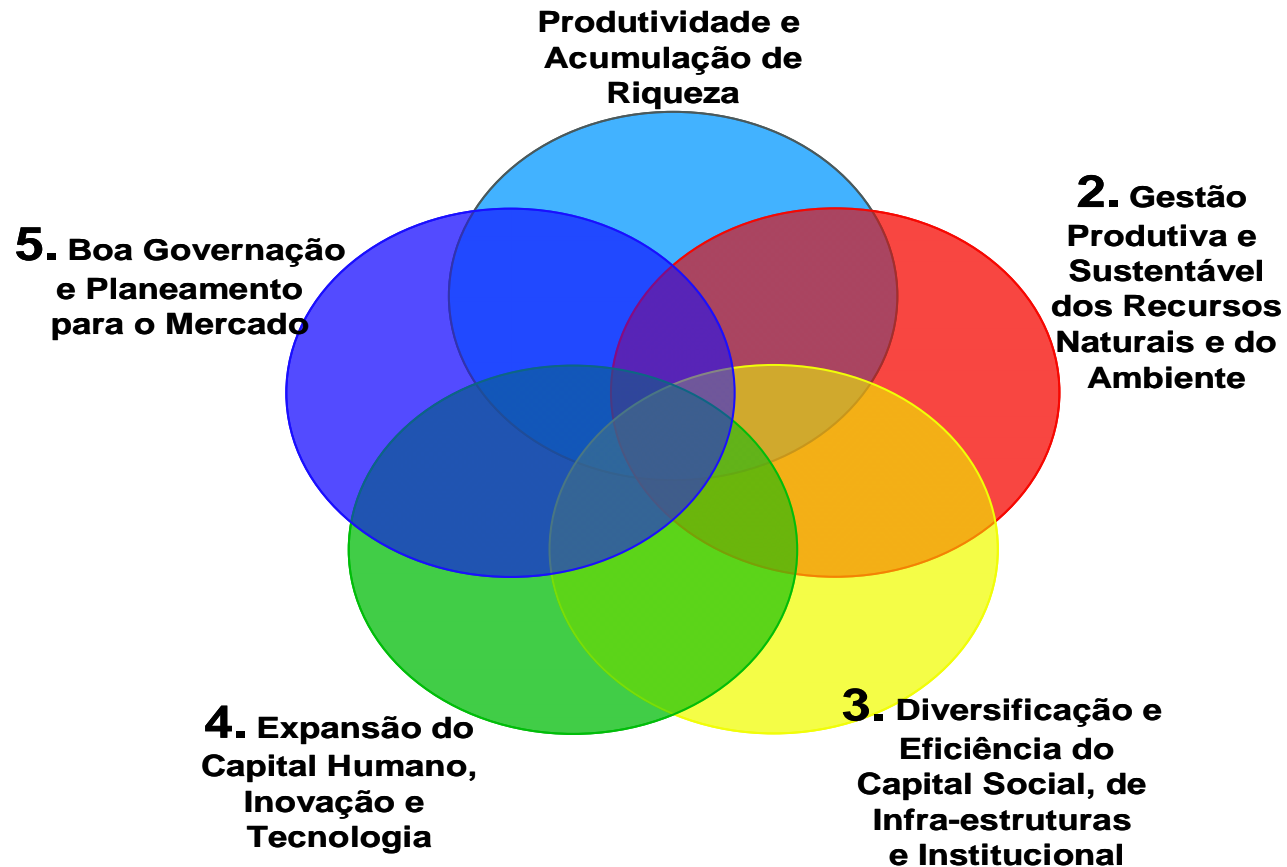 Produtividade e
Acumulação de
Riqueza
2. Gestão
Produtiva e
Sustentável
dos Recursos
Naturais e do
Ambiente
3. Diversificação e
Eficiência do
Capital Social, de
Infra-estruturas
e Institucional
4. Expansão do
Capital Humano,
Inovação e
Tecnologia
5. Boa Governação
e Planeamento
para o Mercado